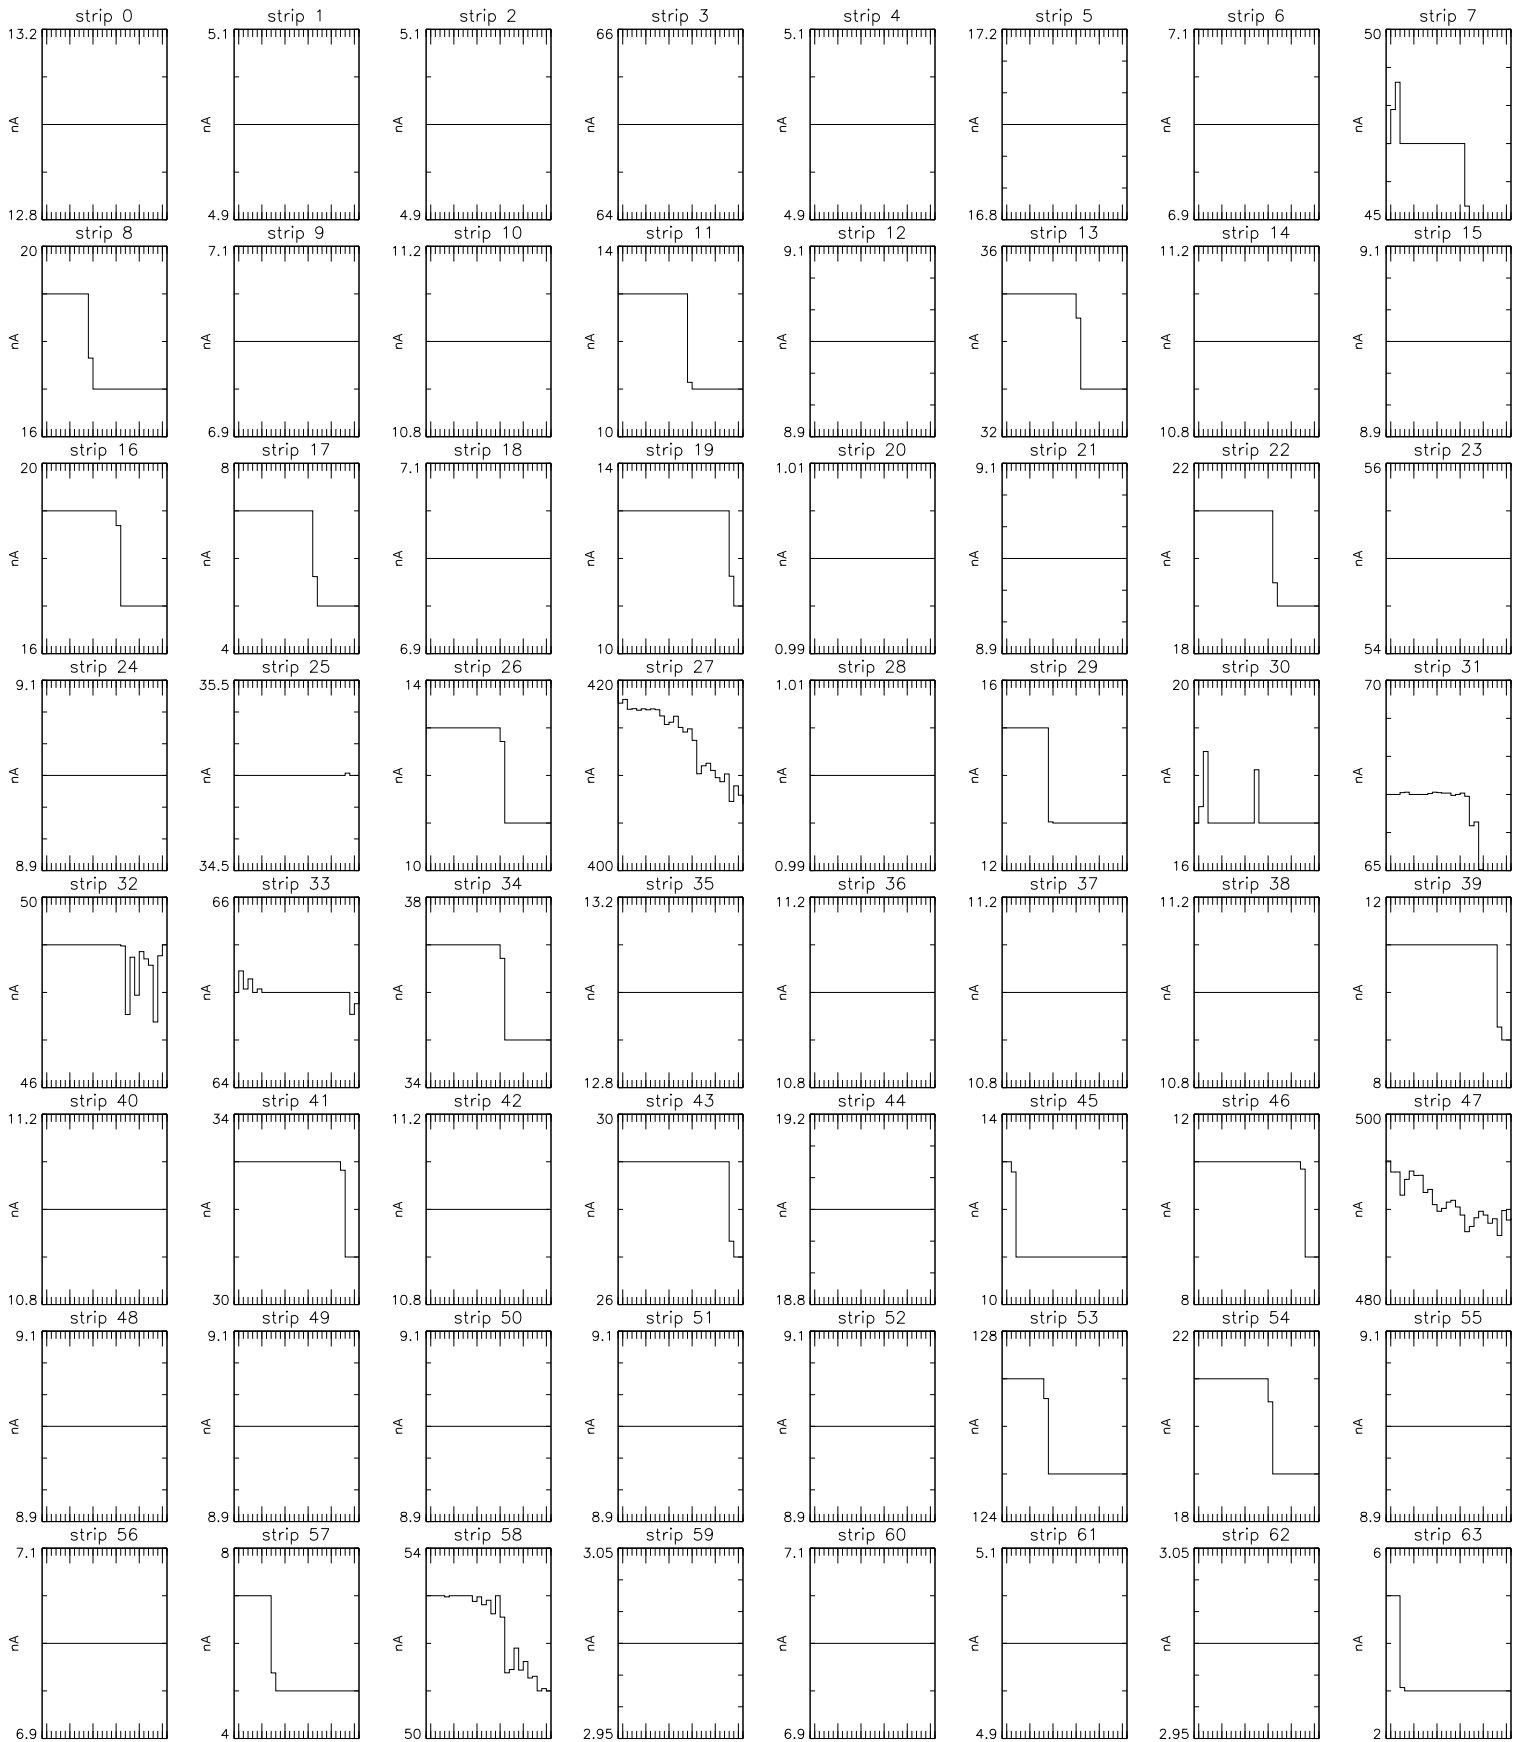 strip 0 strip 1 strip 2 strip 3 strip 4 strip 5 strip 6 strip 7
13.2 5.1 5.1 66 5.1 17.2 7.1 50
nA nA nA nA nA nA nA nA
12.8 4.9 4.9 64 4.9 16.8 6.9 45
strip 8 strip 9 strip 10 strip 11 strip 12 strip 13 strip 14 strip 15
20 7.1 11.2 14 9.1 36 11.2 9.1
nA nA nA nA nA nA nA nA
16 6.9 10.8 10 8.9 32 10.8 8.9
strip 16 strip 17 strip 18 strip 19 strip 20 strip 21 strip 22 strip 23
20 8 7.1 14 1.01 9.1 22 56
nA nA nA nA nA nA nA nA
16 4 6.9 10 0.99 8.9 18 54
strip 24 strip 25 strip 26 strip 27 strip 28 strip 29 strip 30 strip 31
9.1 35.5 14 420 1.01 16 20 70
nA nA nA nA nA nA nA nA
8.9 34.5 10 400 0.99 12 16 65
strip 32 strip 33 strip 34 strip 35 strip 36 strip 37 strip 38 strip 39
50 66 38 13.2 11.2 11.2 11.2 12
nA nA nA nA nA nA nA nA
46 64 34 12.8 10.8 10.8 10.8 8
strip 40 strip 41 strip 42 strip 43 strip 44 strip 45 strip 46 strip 47
11.2 34 11.2 30 19.2 14 12 500
nA nA nA nA nA nA nA nA
10.8 30 10.8 26 18.8 10 8 480
strip 48 strip 49 strip 50 strip 51 strip 52 strip 53 strip 54 strip 55
9.1 9.1 9.1 9.1 9.1 128 22 9.1
nA nA nA nA nA nA nA nA
8.9 8.9 8.9 8.9 8.9 124 18 8.9
strip 56 strip 57 strip 58 strip 59 strip 60 strip 61 strip 62 strip 63
7.1 8 54 3.05 7.1 5.1 3.05 6
nA nA nA nA nA nA nA nA
6.9 4 50 2.95 6.9 4.9 2.95 2